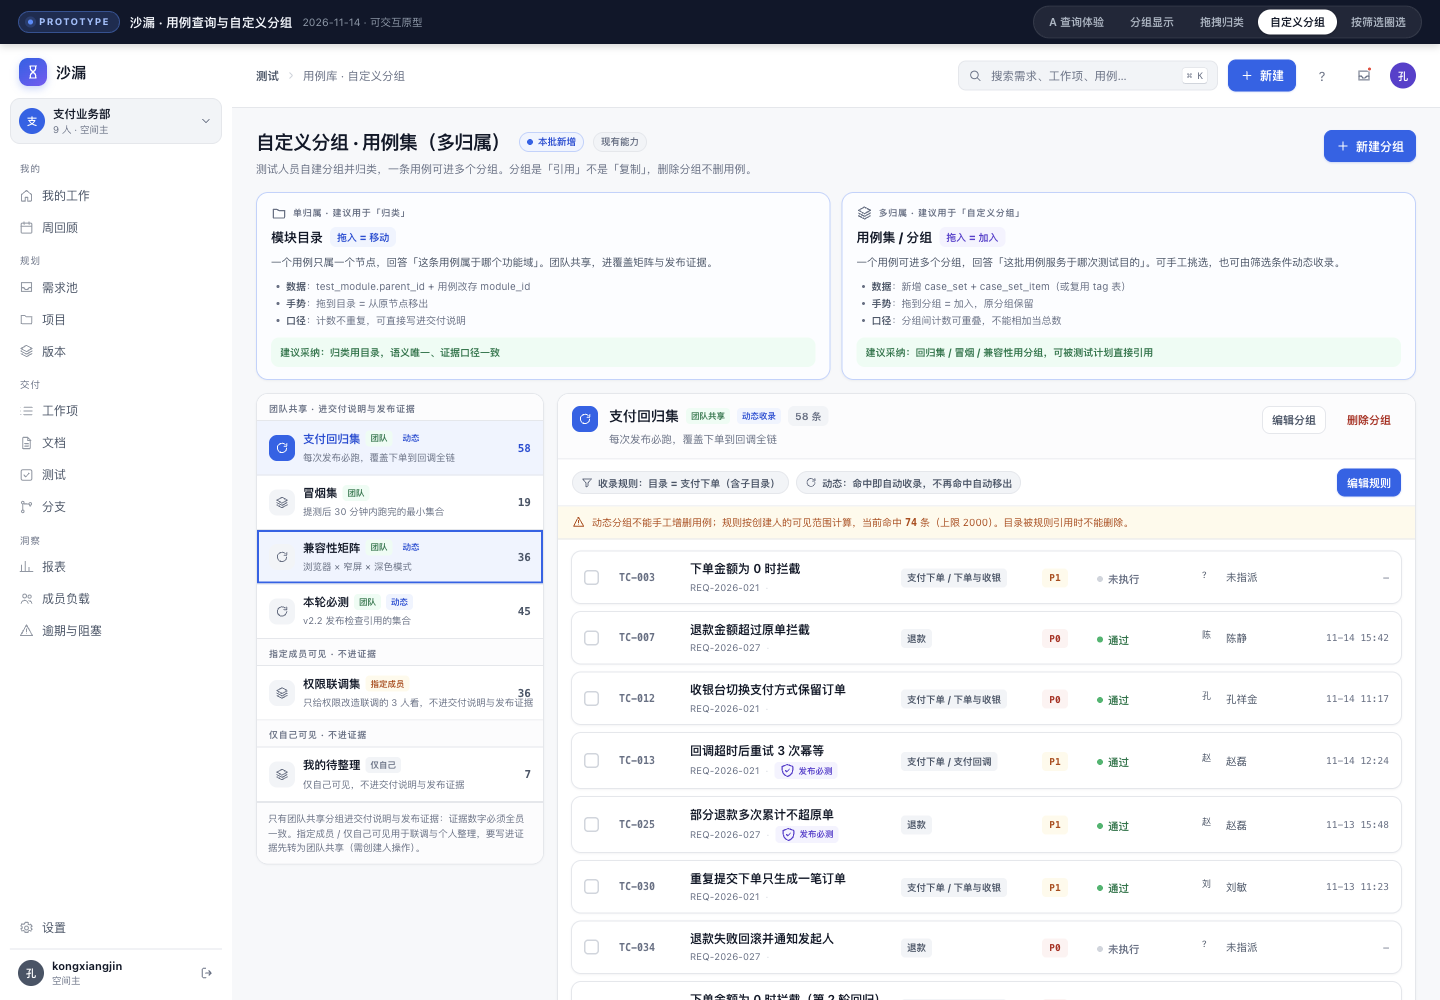 PROTOTYPE
沙漏 · 用例查询与自定义分组
2026-11-14 · 可交互原型
A 查询体验
分组显示
拖拽归类
自定义分组
按筛选圈选
沙漏
支
支付业务部
9 人 · 空间主
我的
我的工作
周回顾
规划
需求池
项目
版本
交付
工作项
文档
测试
分支
洞察
报表
成员负载
逾期与阻塞
设置
孔
kongxiangjin
空间主
测试
用例库 · 自定义分组
搜索需求、工作项、用例...
⌘ K
新建
?
孔
自定义分组 · 用例集（多归属）
本批新增
现有能力
测试人员自建分组并归类，一条用例可进多个分组。分组是「引用」不是「复制」，删除分组不删用例。
新建分组
单归属 · 建议用于「归类」
模块目录
拖入 = 移动
一个用例只属一个节点，回答「这条用例属于哪个功能域」。团队共享，进覆盖矩阵与发布证据。
• 数据：test_module.parent_id + 用例改存 module_id
• 手势：拖到目录 = 从原节点移出
• 口径：计数不重复，可直接写进交付说明
建议采纳：归类用目录，语义唯一、证据口径一致
多归属 · 建议用于「自定义分组」
用例集 / 分组
拖入 = 加入
一个用例可进多个分组，回答「这批用例服务于哪次测试目的」。可手工挑选，也可由筛选条件动态收录。
• 数据：新增 case_set + case_set_item（或复用 tag 表）
• 手势：拖到分组 = 加入，原分组保留
• 口径：分组间计数可重叠，不能相加当总数
建议采纳：回归集 / 冒烟 / 兼容性用分组，可被测试计划直接引用
团队共享 · 进交付说明与发布证据
支付回归集
团队
动态
每次发布必跑，覆盖下单到回调全链
58
冒烟集
团队
提测后 30 分钟内跑完的最小集合
19
兼容性矩阵
团队
动态
浏览器 × 窄屏 × 深色模式
36
本轮必测
团队
动态
v2.2 发布检查引用的集合
45
指定成员可见 · 不进证据
权限联调集
指定成员
只给权限改造联调的 3 人看，不进交付说明与发布证据
36
仅自己可见 · 不进证据
我的待整理
仅自己
仅自己可见，不进交付说明与发布证据
7
只有团队共享分组进交付说明与发布证据：证据数字必须全员
一致。指定成员 / 仅自己可见用于联调与个人整理，要写进证
据先转为团队共享（需创建人操作）。
支付回归集
团队共享
动态收录
58 条
每次发布必跑，覆盖下单到回调全链
编辑分组
删除分组
收录规则：目录 = 支付下单（含子目录）
动态：命中即自动收录，不再命中自动移出
编辑规则
动态分组不能手工增删用例；规则按创建人的可见范围计算，当前命中 74 条（上限 2000）。目录被规则引用时不能删除。
TC-003
下单金额为 0 时拦截
REQ-2026-021
支付下单 / 下单与收银
P1
未执行
?
未指派
—
TC-007
退款金额超过原单拦截
REQ-2026-027
退款
P0
通过
陈
陈静
11-14 15:42
TC-012
收银台切换支付方式保留订单
REQ-2026-021
支付下单 / 下单与收银
P0
通过
孔
孔祥金
11-14 11:17
TC-013
回调超时后重试 3 次幂等
REQ-2026-021
发布必测
支付下单 / 支付回调
P1
通过
赵
赵磊
11-14 12:24
TC-025
部分退款多次累计不超原单
REQ-2026-027
发布必测
退款
P1
通过
赵
赵磊
11-13 15:48
TC-030
重复提交下单只生成一笔订单
REQ-2026-021
支付下单 / 下单与收银
P1
通过
刘
刘敏
11-13 11:23
TC-034
退款失败回滚并通知发起人
REQ-2026-027
退款
P0
未执行
?
未指派
—
下单金额为 0 时拦截（第 2 轮回归）